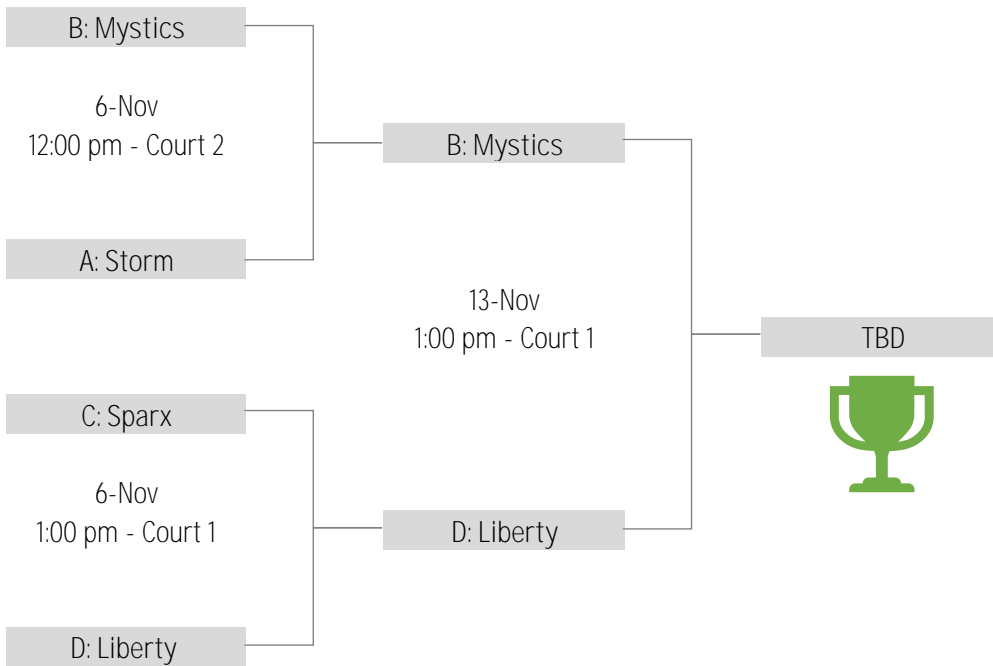 B: Mystics
6-Nov
12:00 pm - Court 2
A: Storm
C: Sparx
6-Nov
1:00 pm - Court 1
D: Liberty
B: Mystics
13-Nov
1:00 pm - Court 1
D: Liberty
TBD